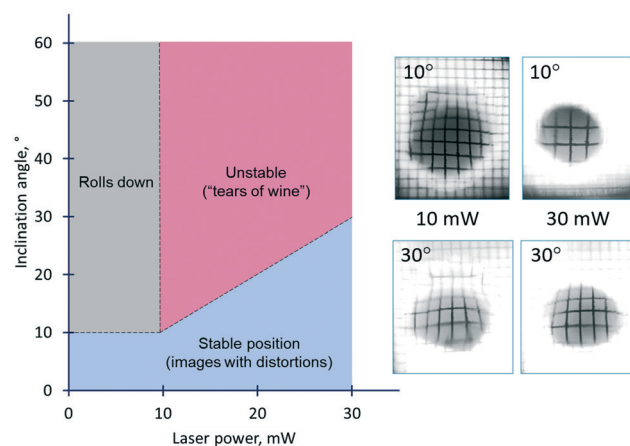 60
50
40
30
20
10
0
Inclination angle, °
Rolls down
Unstable
("tears of wine")
Stable position
(images with distortions)
0
10
20
30
Laser power, mW
10°
10°
10 mW
30 mW
30°
30°